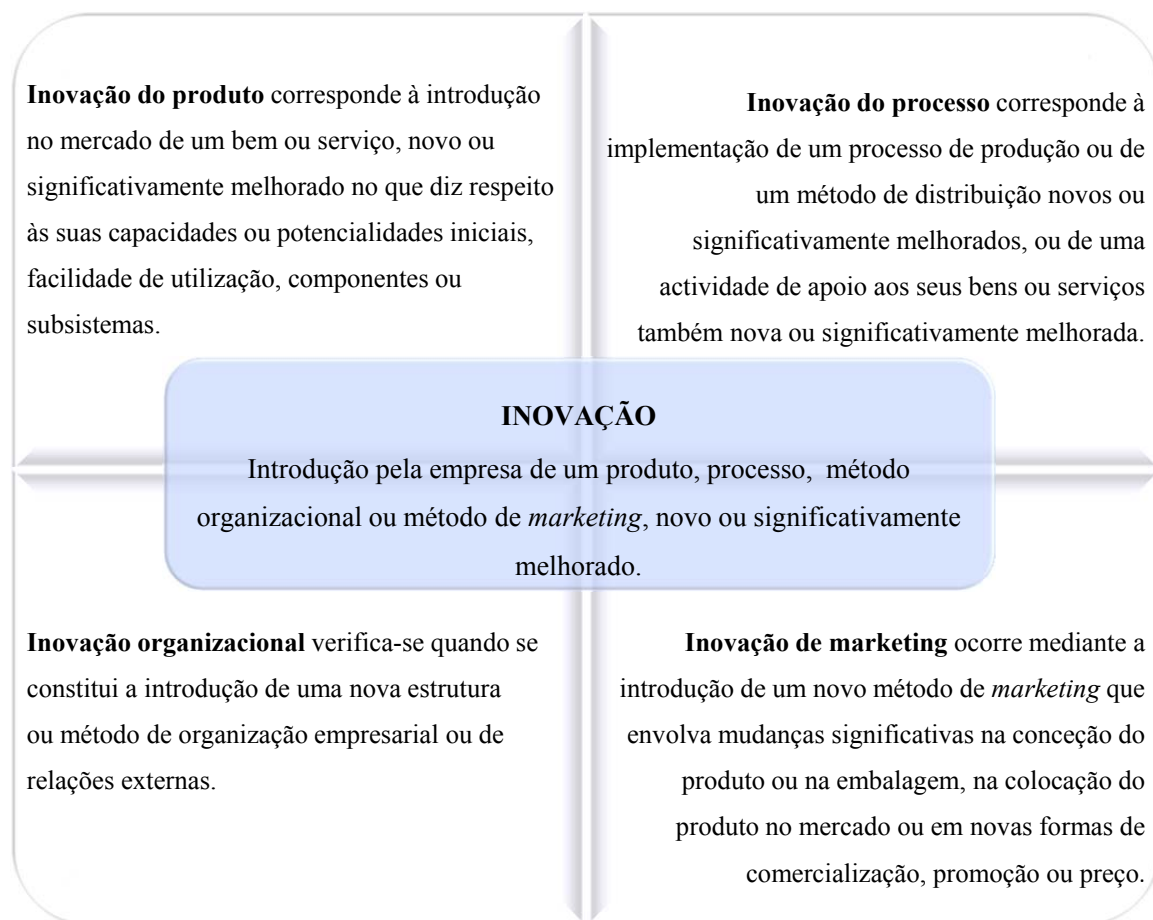 Inovação do produto corresponde à introdução
no mercado de um bem ou serviço, novo ou
significativamente melhorado no que diz respeito
às suas capacidades ou potencialidades iniciais,
facilidade de utilização, componentes ou
subsistemas.
Inovação do processo corresponde à
implementação de um processo de produção ou de
um método de distribuição novos ou
significativamente melhorados, ou de uma
actividade de apoio aos seus bens ou serviços
também nova ou significativamente melhorada.
INOVAÇÃO
Introdução pela empresa de um produto, processo, método
organizacional ou método de marketing, novo ou significativamente
melhorado.
Inovação organizacional verifica-se quando se
constitui a introdução de uma nova estrutura
ou método de organização empresarial ou de
relações externas.
Inovação de marketing ocorre mediante a
introdução de um novo método de marketing que
envolva mudanças significativas na conceção do
produto ou na embalagem, na colocação do
produto no mercado ou em novas formas de
comercialização, promoção ou preço.